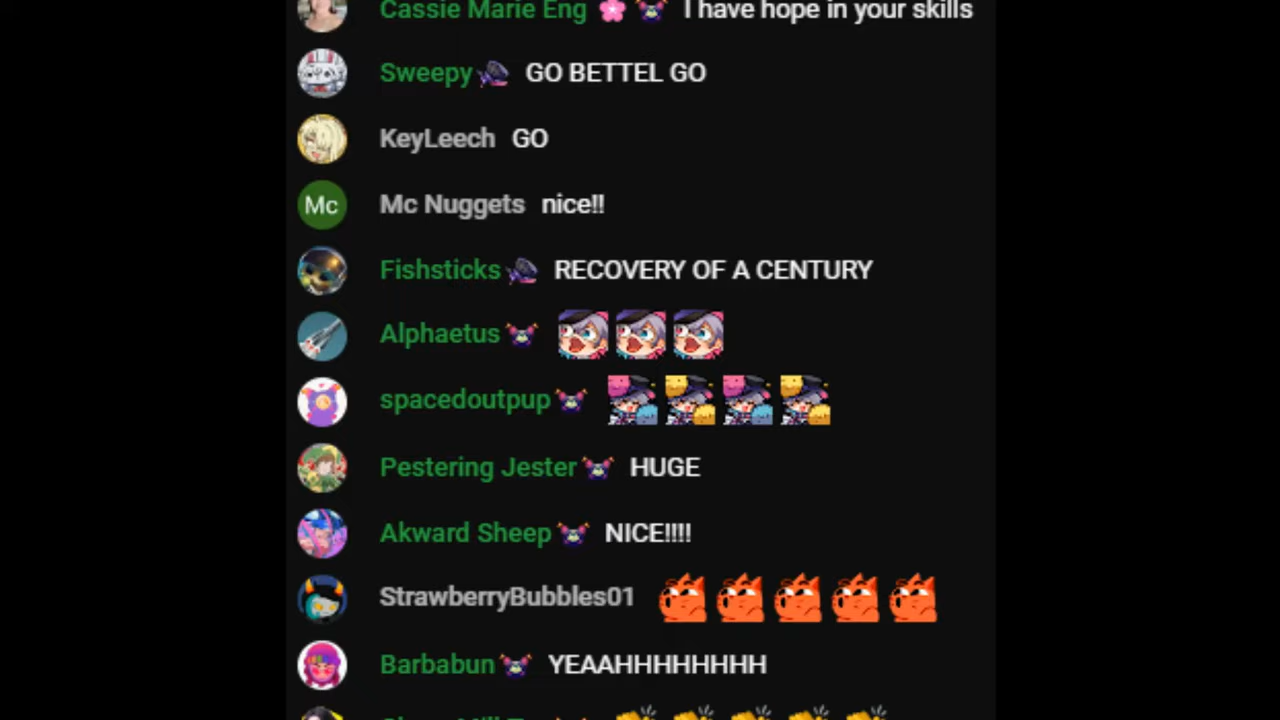 Cassie Marie Eng I have hope in your skills
Sweepy GO BETTEL GO
KeyLeech GO
Mc Mc Nuggets nice!!
Fishsticks RECOVERY OF A CENTURY
Alphaetus
spacedoutpup
Pestering Jester HUGE
Akward Sheep NICE!!!!
StrawberryBubbles01
Barbabun YEAAHHHHHHHH